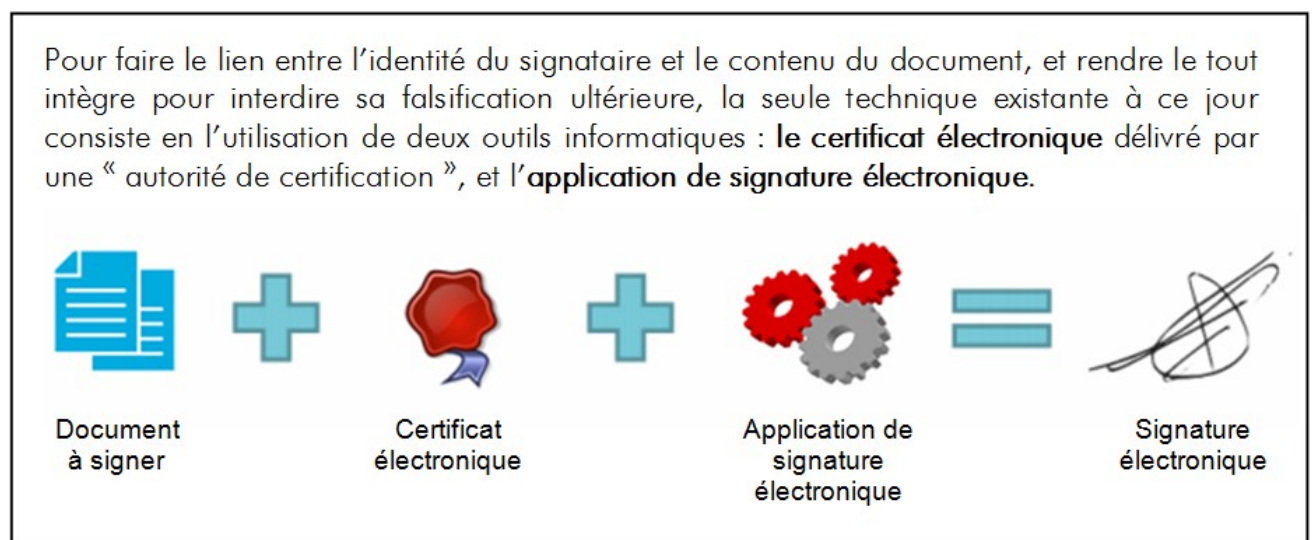 Pour faire le lien entre l'identité du signataire et le contenu du document, et rendre le tout
intègre pour interdire sa falsification ultérieure, la seule technique existante à ce jour
consiste en l'utilisation de deux outils informatiques : le certificat électronique délivré par
une « autorité de certification », et l'application de signature électronique.
Document
à signer
Certificat
électronique
Application de
signature
électronique
Signature
électronique